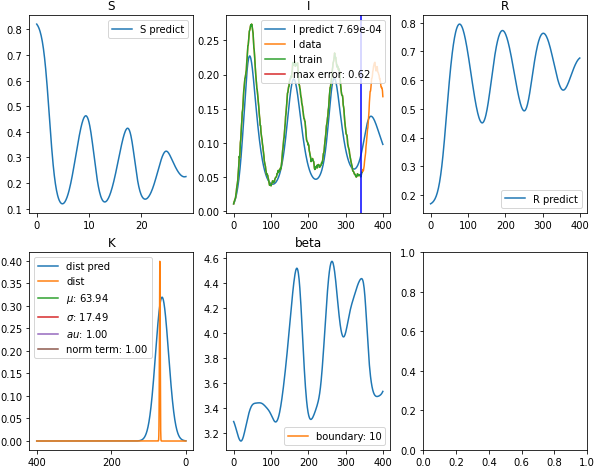 S
I
R
S predict
I predict 7.69e-04
I data
I train
max error: 0.62
R predict
0.8
0.7
0.6
0.5
0.4
0.3
0.2
0.1
0 10 20
0.25
0.20
0.15
0.10
0.05
0.00
0 100 200 300 400
0.8
0.7
0.6
0.5
0.4
0.3
0.2
0 100 200 300 400
K
beta
dist pred
dist
μ: 63.94
σ: 17.49
au: 1.00
norm term: 1.00
boundary: 10
0.40
0.35
0.30
0.25
0.20
0.15
0.10
0.05
0.00
400 200 0
4.6
4.4
4.2
4.0
3.8
3.6
3.4
3.2
0 100 200 300 400
1.0
0.8
0.6
0.4
0.2
0.0
0.0 0.2 0.4 0.6 0.8 1.0